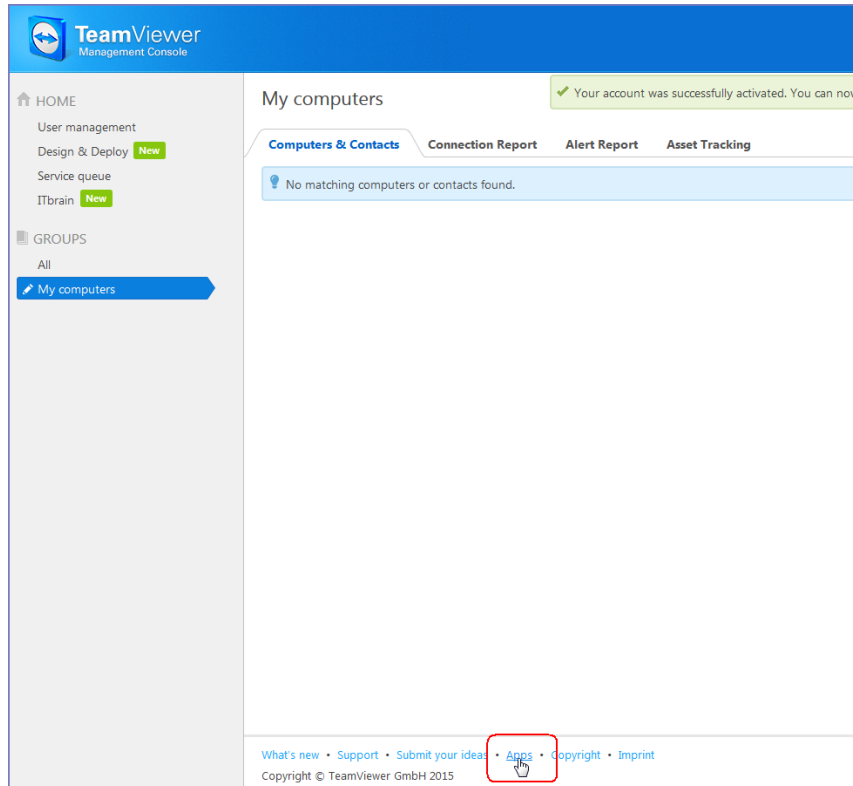 TeamViewer
Management Console
HOME
User management
Design & Deploy New
Service queue
ITbrain New
GROUPS
All
My computers
My computers
Your account was successfully activated. You can now
Computers & Contacts Connection Report Alert Report Asset Tracking
No matching computers or contacts found.
What's new • Support • Submit your ideas • Apps • Copyright • Imprint
Copyright © TeamViewer GmbH 2015